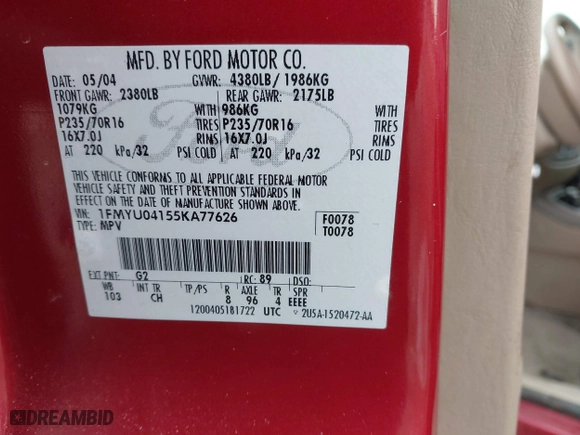 MFD. BY FORD MOTOR CO.
DATE: 05/04 GVWR: 4380LB/ 1986KG
FRONT GAWR: 2380LB REAR GAWR: 2175LB
1079KG WITH 986KG WITH
P235/70R16 TIRES P235/70R16 TIRES
16X7.0J RIMS 16X7.0J RIMS
AT 220 kPa/32 PSI COLD AT 220 kPa/32 PSI COLD
THIS VEHICLE CONFORMS TO ALL APPLICABLE FEDERAL MOTOR
VEHICLE SAFETY AND THEFT PREVENTION STANDARDS IN
EFFECT ON THE DATE OF MANUFACTURE SHOWN ABOVE.
VIN: 1FMYU04155KA77626 F0078
TYPE: MPV T0078
EXT PNT: G2 RC: 89 DSO:
WB INT TR TP/PS R AXLE TR SPR
103 CH 8 96 4 EEEE
1200405181722 UTC 2U5A-1520472-AA
Ford
DREAMBID